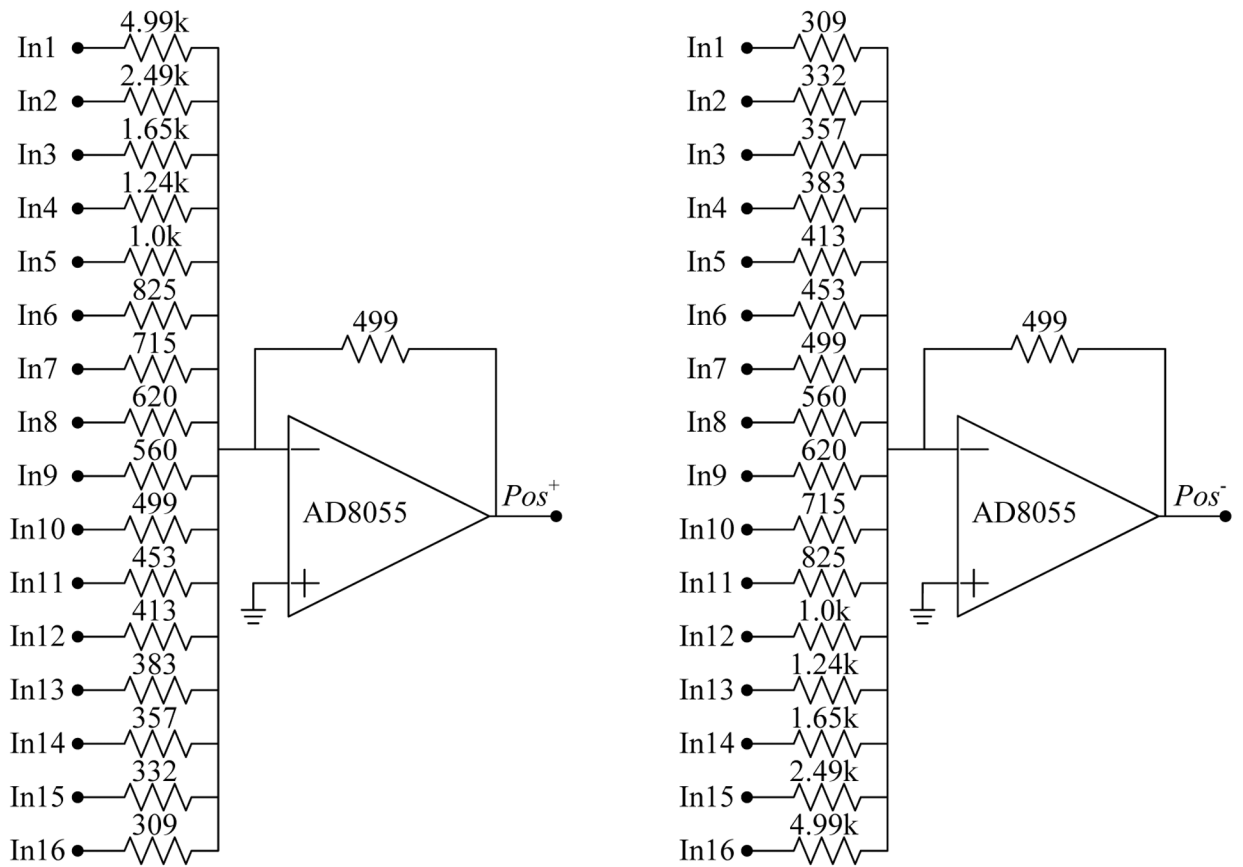 4.99k
In1
2.49k
In2
1.65k
In3
1.24k
In4
1.0k
In5
825
In6
715
In7
620
In8
560
In9
499
In10
453
In11
413
In12
383
In13
357
In14
332
In15
309
In16
499
AD8055
Pos+
309
In1
332
In2
357
In3
383
In4
413
In5
453
In6
499
In7
560
In8
620
In9
715
In10
825
In11
1.0k
In12
1.24k
In13
1.65k
In14
2.49k
In15
4.99k
In16
499
AD8055
Pos-